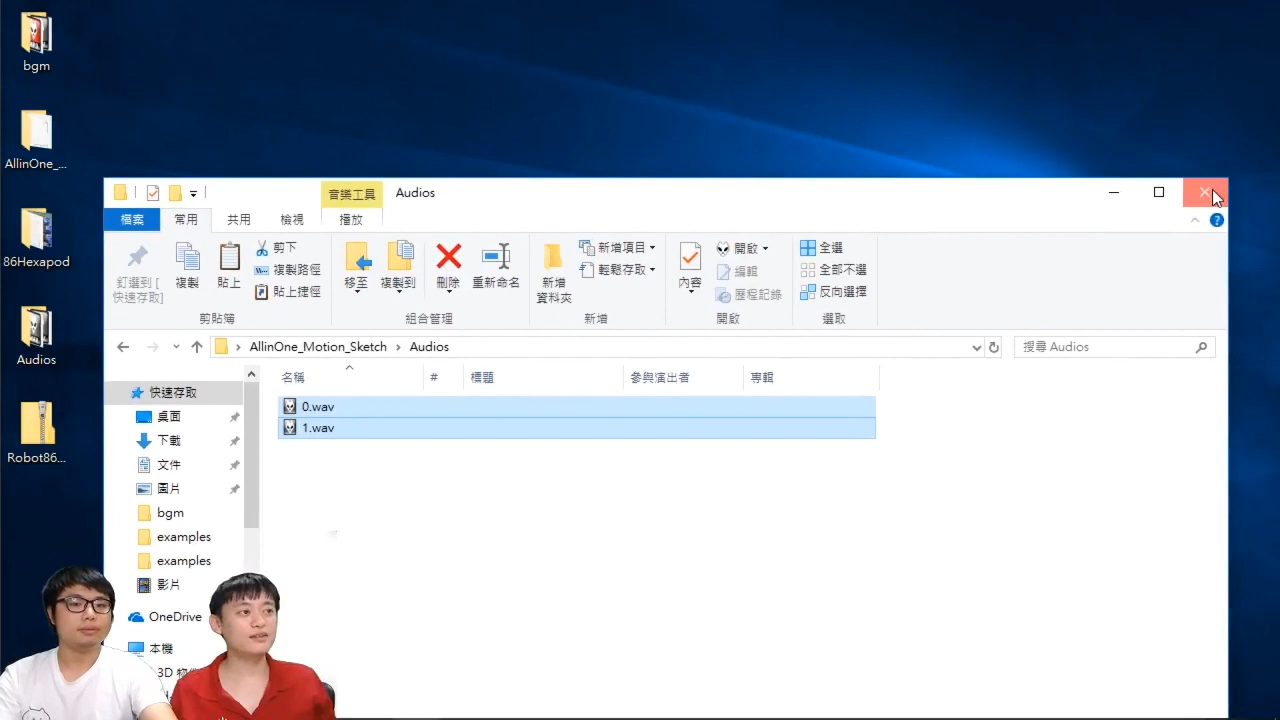 bgm
AllinOne_...
86Hexapod
Audios
Robot86...
音樂工具
Audios
檔案
常用
共用
檢視
播放
釘選到 [
快速存取]
複製
貼上
剪下
複製路徑
貼上捷徑
剪貼簿
移至
複製到
刪除
重新命名
組合管理
新增
資料夾
新增項目
輕鬆存取
新增
內容
開啟
編輯
歷程記錄
開啟
全選
全部不選
反向選擇
選取
AllinOne_Motion_Sketch > Audios
搜尋 Audios
名稱
#
標題
參與演出者
專輯
0.wav
1.wav
快速存取
桌面
下載
文件
圖片
bgm
examples
examples
影片
OneDrive
本機
3D